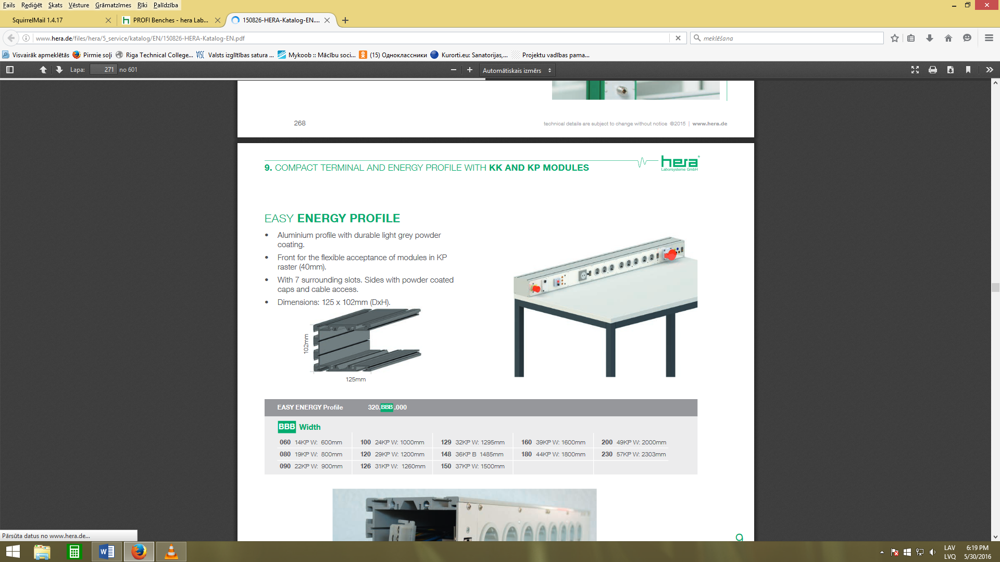 Fails Rediģēt Skats Vēsture Grāmatzīmes Rīki Palīdzība
SquirrelMail 1.4.17
PROFI Benches - hera Lab...
150826-HERA-Katalog-EN....
www.hera.de/files/hera/5_service/katalog/EN/150826-HERA-Katalog-EN.pdf
meklēšana
Visvairāk apmeklētās Pirmie soļi Riga Technical College... VISC Valsts izglītības satura ... Mykoob :: Mācību soci... (15) Одноклассники Kurorti.eu: Sanatorijas,... Projektu vadības pama...
Lapa: 271 no 601
Automātiskais izmērs
268
technical details are subject to change without notice ©2015 | www.hera.de
9. COMPACT TERMINAL AND ENERGY PROFILE WITH KK AND KP MODULES
hera
Laborsysteme GmbH
EASY ENERGY PROFILE
• Aluminium profile with durable light grey powder
coating.
• Front for the flexible acceptance of modules in KP
raster (40mm).
• With 7 surrounding slots. Sides with powder coated
caps and cable access.
• Dimensions: 125 x 102mm (DxH).
102mm
125mm
EASY ENERGY Profile 320.BBB.000
BBB Width
060 14KP W: 600mm 100 24KP W: 1000mm 129 32KP W: 1295mm 160 39KP W: 1600mm 200 49KP W: 2000mm
080 19KP W: 800mm 120 29KP W: 1200mm 148 36KP B 1485mm 180 44KP W: 1800mm 230 57KP W: 2303mm
090 22KP W: 900mm 126 31KP W: 1260mm 150 37KP W: 1500mm
9
Pārsūta datus no www.hera.de...
LAV 6:19 PM
LVQ 5/30/2016